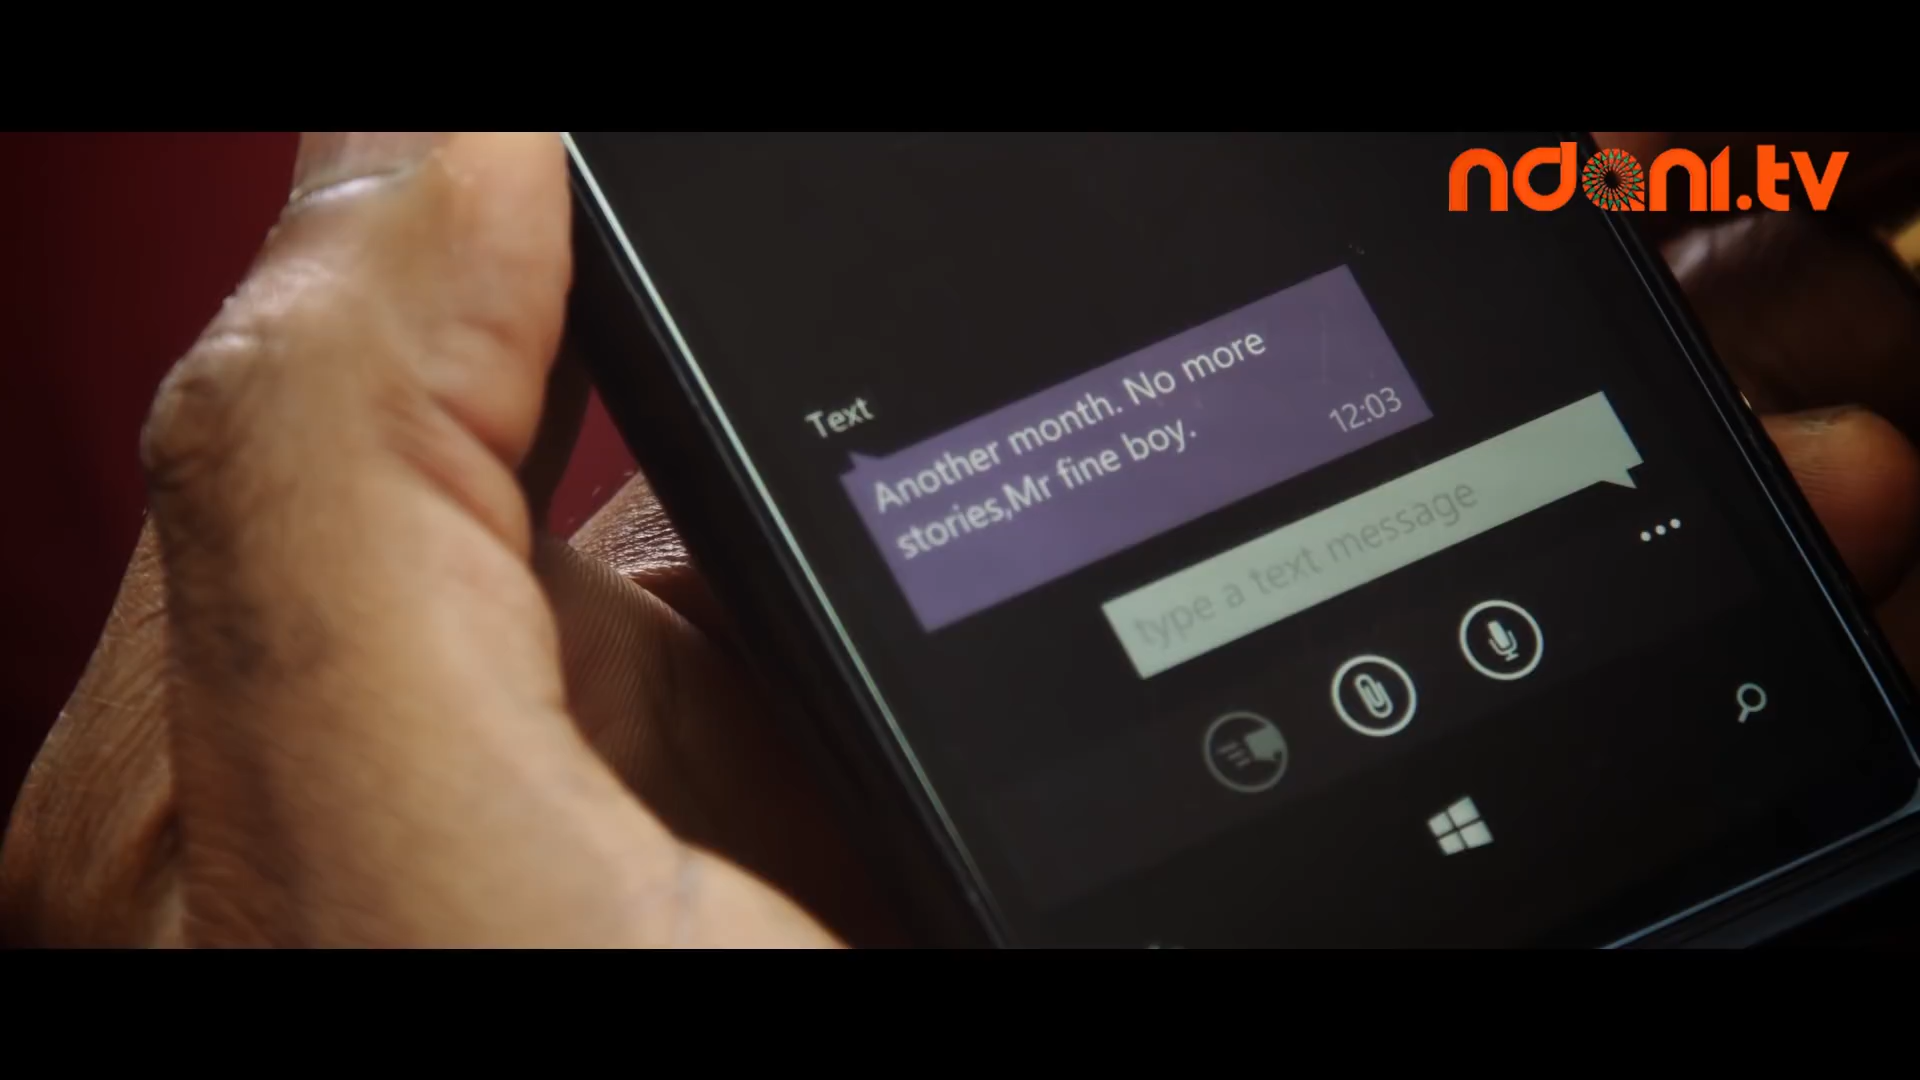 ndani.tv
Text
Another month. No more
stories,Mr fine boy.
12:03
type a text message